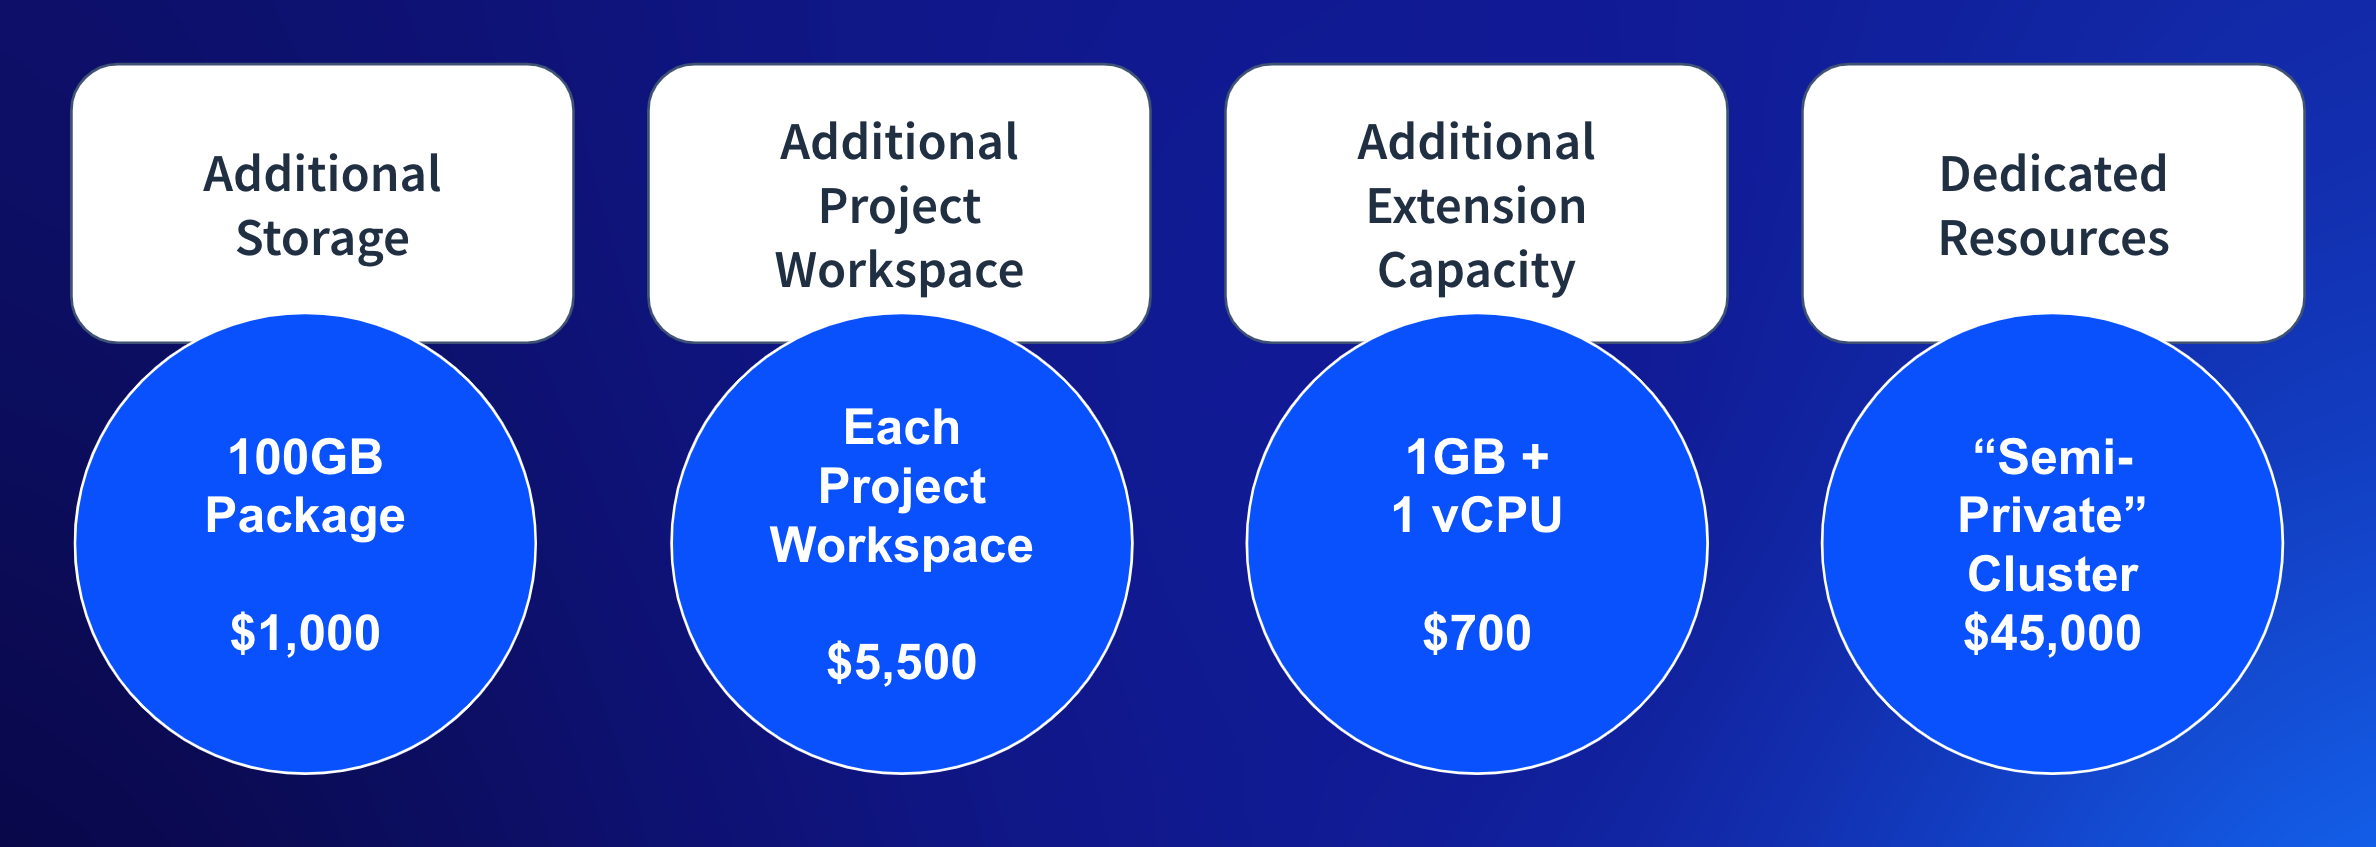 Additional
Storage
100GB
Package
$1,000
Additional
Project
Workspace
Each
Project
Workspace
$5,500
Additional
Extension
Capacity
1GB +
1 vCPU
$700
Dedicated
Resources
“Semi-
Private”
Cluster
$45,000